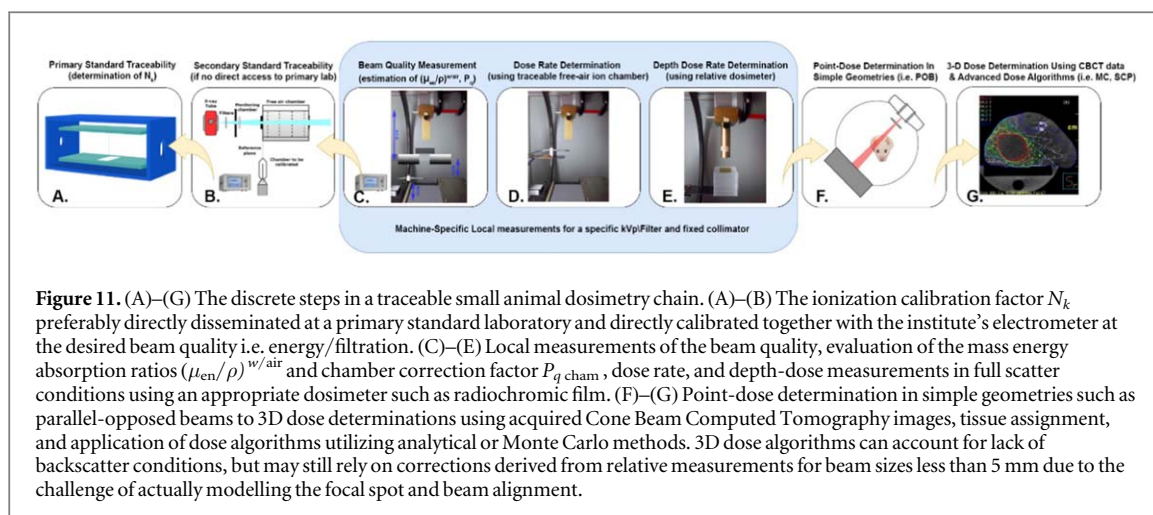 Primary Standard Traceability
(determination of Nk)
Secondary Standard Traceability
(if no direct access to primary lab)
Beam Quality Measurement
Dose Rate Determination
(using traceable free-air ion chamber)
Depth Dose Rate Determination
(using relative dosimeter)
Point-Dose Determination In
Simple Geometries (i.e. POB)
3-D Dose Determination Using CBCT data
& Advanced Dose Algorithms (i.e. MC, SCP)
X-ray
Tube
Filters
Monitoring
chamber
Free air chamber
Reference
plane
Chamber to be
calibrated
A.
B.
C.
D.
E.
F.
G.
Machine-Specific Local measurements for a specific kVp\Filter and fixed collimator
Figure 11. (A)–(G) The discrete steps in a traceable small animal dosimetry chain. (A)–(B) The ionization calibration factor Nk
preferably directly disseminated at a primary standard laboratory and directly calibrated together with the institute's electrometer at
the desired beam quality i.e. energy/filtration. (C)–(E) Local measurements of the beam quality, evaluation of the mass energy
absorption ratios (μen/ρ)w/air and chamber correction factor Pq cham, dose rate, and depth-dose measurements in full scatter
conditions using an appropriate dosimeter such as radiochromic film. (F)–(G) Point-dose determination in simple geometries such as
parallel-opposed beams to 3D dose determinations using acquired Cone Beam Computed Tomography images, tissue assignment,
and application of dose algorithms utilizing analytical or Monte Carlo methods. 3D dose algorithms can account for lack of
backscatter conditions, but may still rely on corrections derived from relative measurements for beam sizes less than 5 mm due to the
challenge of actually modelling the focal spot and beam alignment.